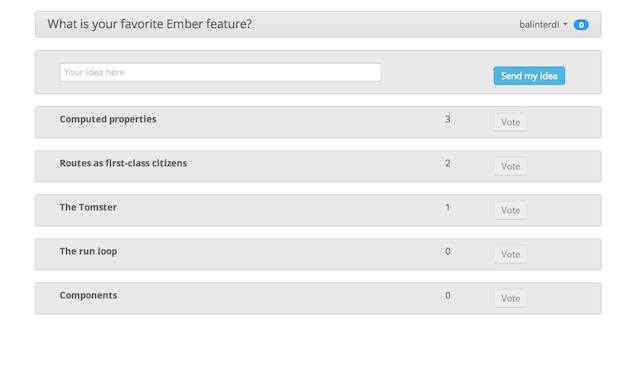 What is your favorite Ember feature? balinterdi 0
Your idea here Send my idea
Computed properties 3 Vote
Routes as first-class citizens 2 Vote
The Tomster 1 Vote
The run loop 0 Vote
Components 0 Vote